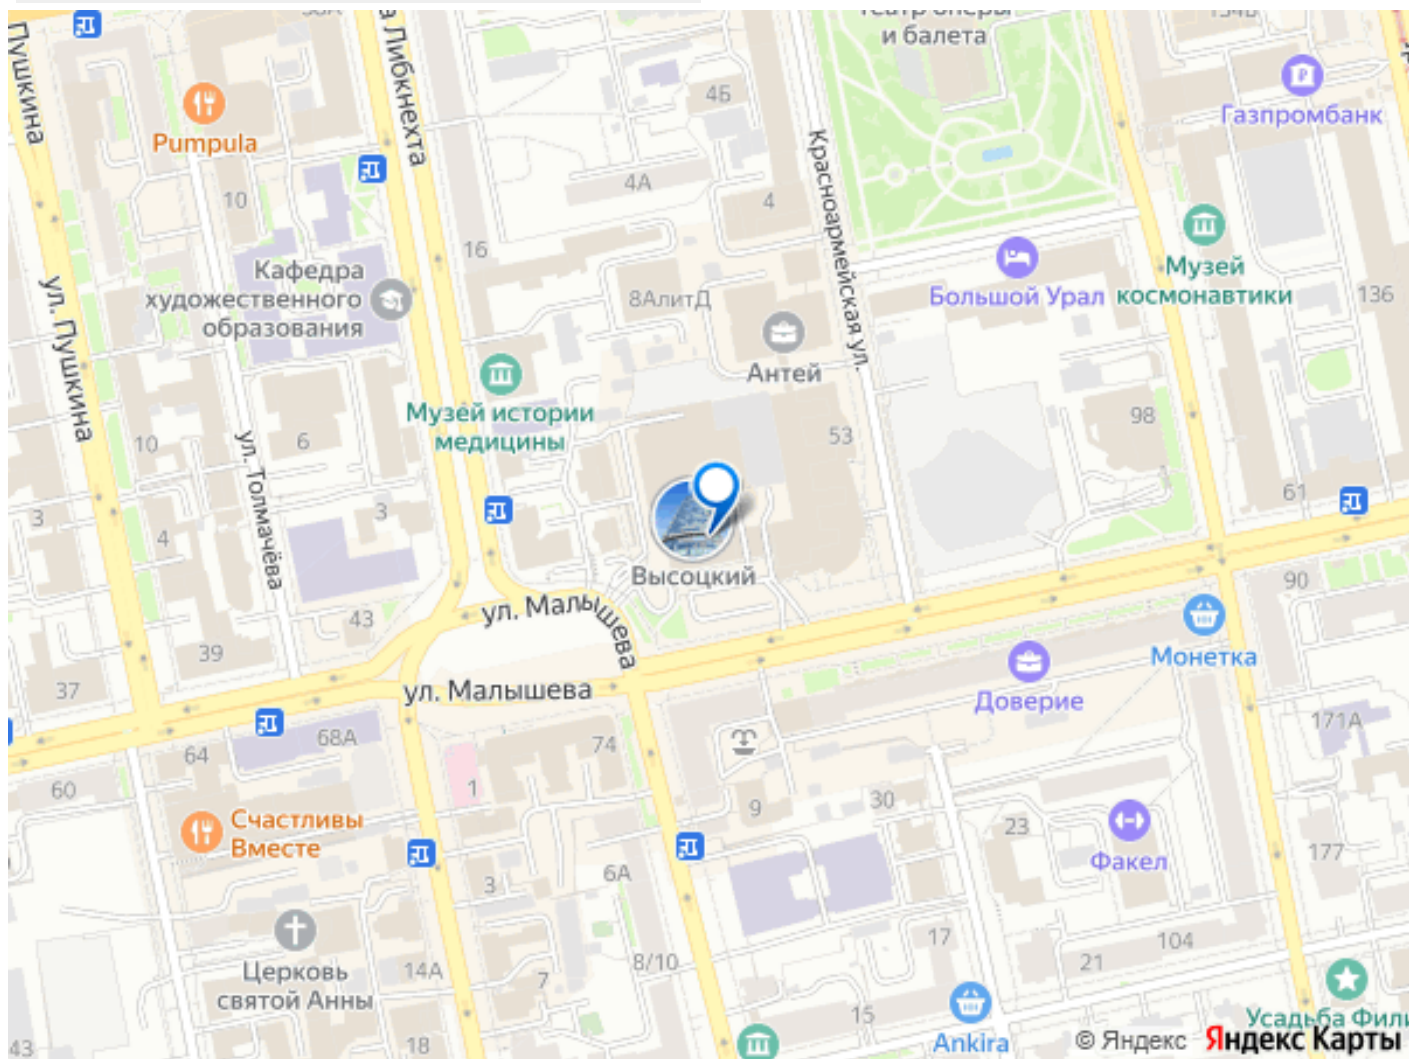 Пушкина
а Либкнехта
Театр оперы
и балета
134В
Газпромбанк
Pumpula
4Б
4А
4
10
16
Красноармейская ул.
Кафедра
художественного
образования
8АлитД
Большой Урал
Музей
космонавтики
136
ул. Пушкина
Антей
Музей истории
медицины
98
53
10
6
ул. Толмачёва
61
3
3
4
Высоцкий
90
ул. Малышева
43
39
Монетка
37
ул. Малышева
Доверие
171А
68А
74
64
60
1
9
30
23
Счастливы
Вместе
Факел
177
6А
3
17
104
8/10
21
Церковь
святой Анны
14А
7
15
Усадьба Фили
43
18
Ankira
© Яндекс
Яндекс Карты